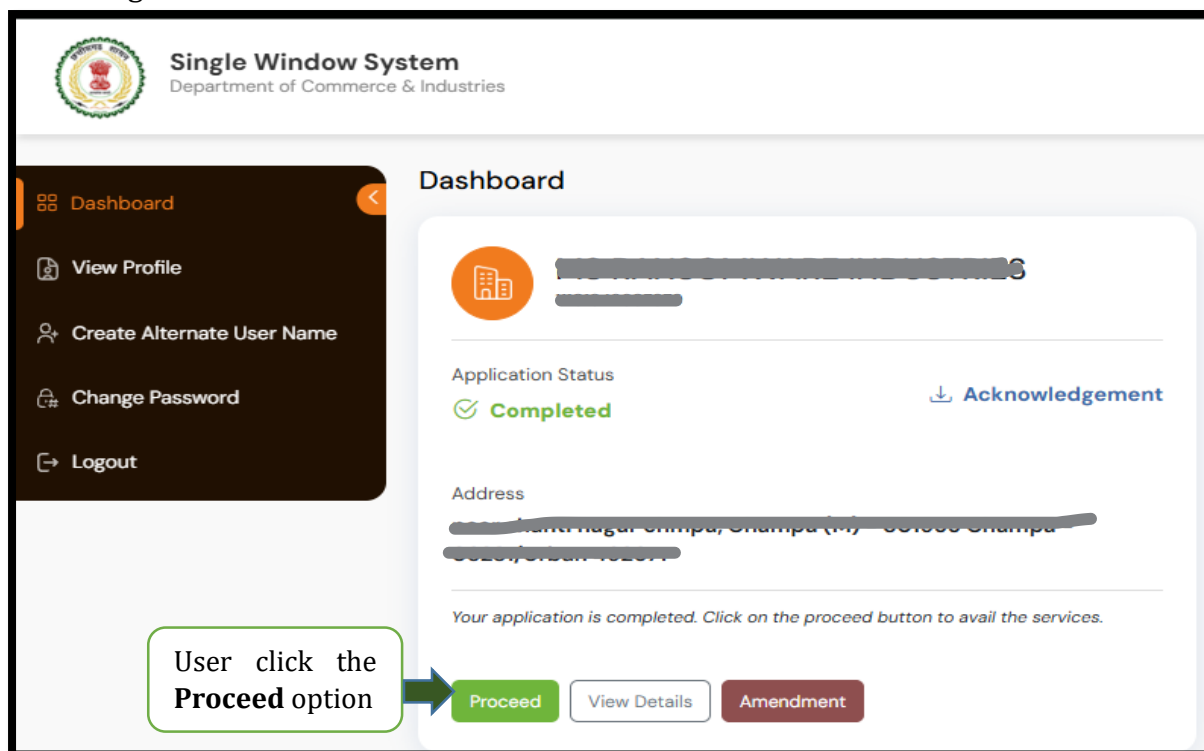 Single Window System
Department of Commerce & Industries
Dashboard
View Profile
Create Alternate User Name
Change Password
Logout
Dashboard
Application Status
Completed
Acknowledgement
Address
Your application is completed. Click on the proceed button to avail the services.
User click the
Proceed option
Proceed
View Details
Amendment